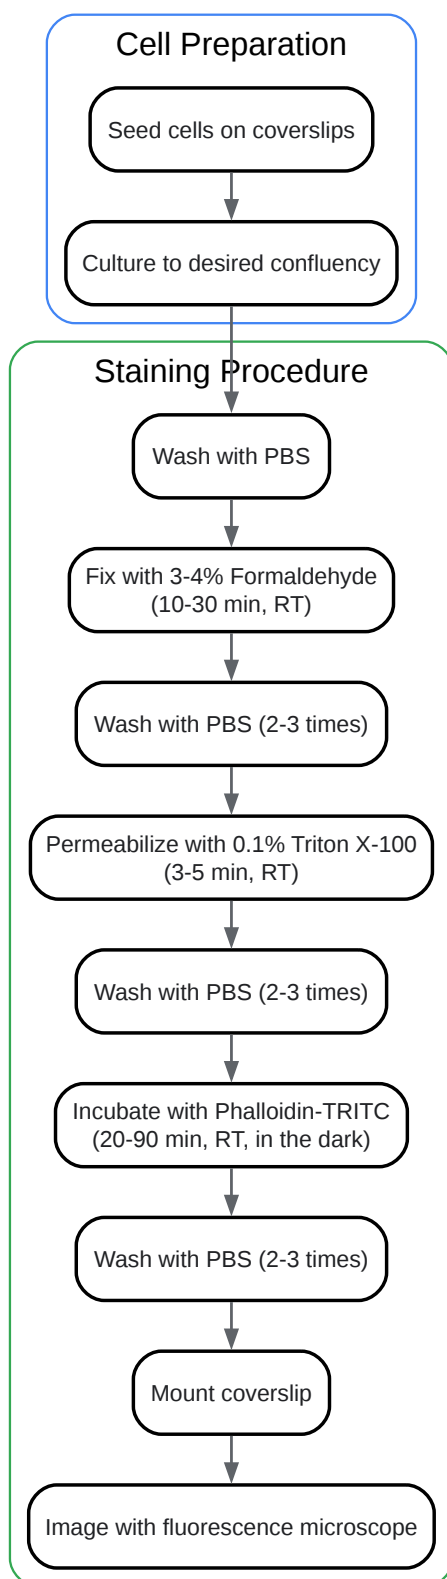 Cell Preparation
Seed cells on coverslips
Culture to desired confluency
Staining Procedure
Wash with PBS
Fix with 3-4% Formaldehyde
(10-30 min, RT)
Wash with PBS (2-3 times)
Permeabilize with 0.1% Triton X-100
(3-5 min, RT)
Wash with PBS (2-3 times)
Incubate with Phalloidin-TRITC
(20-90 min, RT, in the dark)
Wash with PBS (2-3 times)
Mount coverslip
Image with fluorescence microscope